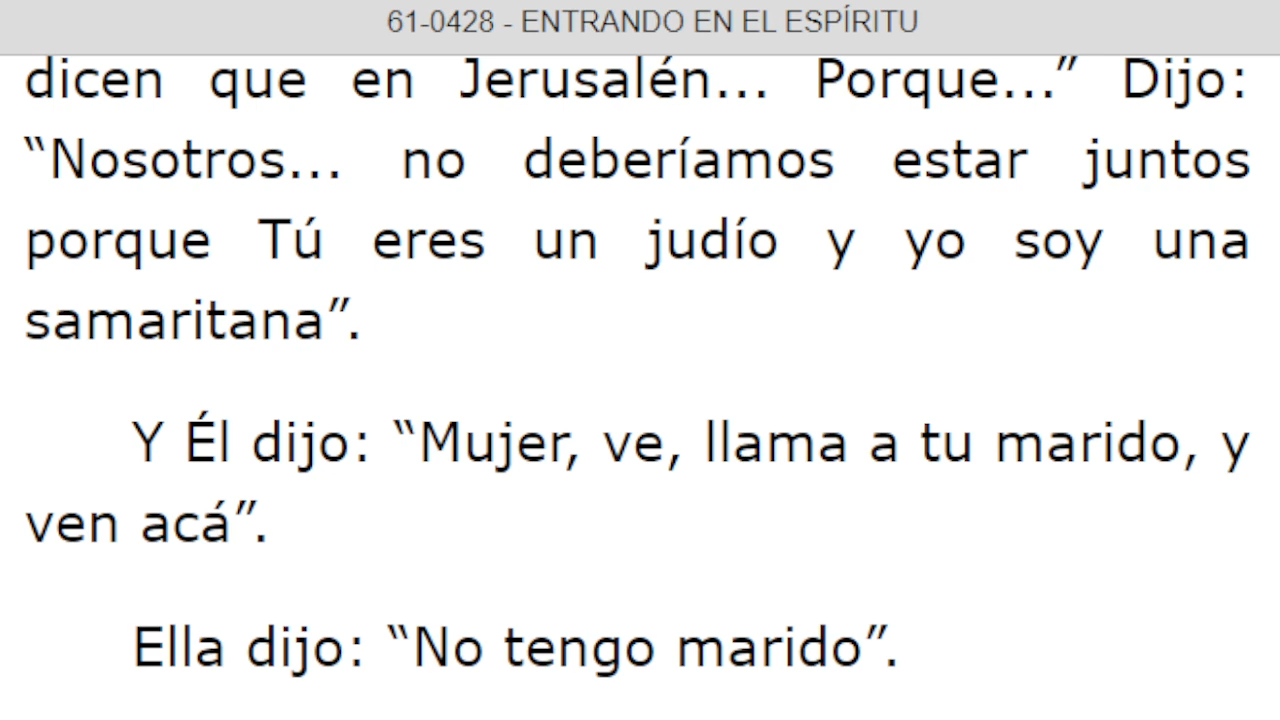 61-0428 - ENTRANDO EN EL ESPÍRITU
dicen que en Jerusalén... Porque...” Dijo:
“Nosotros... no deberíamos estar juntos
porque Tú eres un judío y yo soy una
samaritana”.
Y Él dijo: “Mujer, ve, llama a tu marido, y
ven acá”.
Ella dijo: “No tengo marido”.